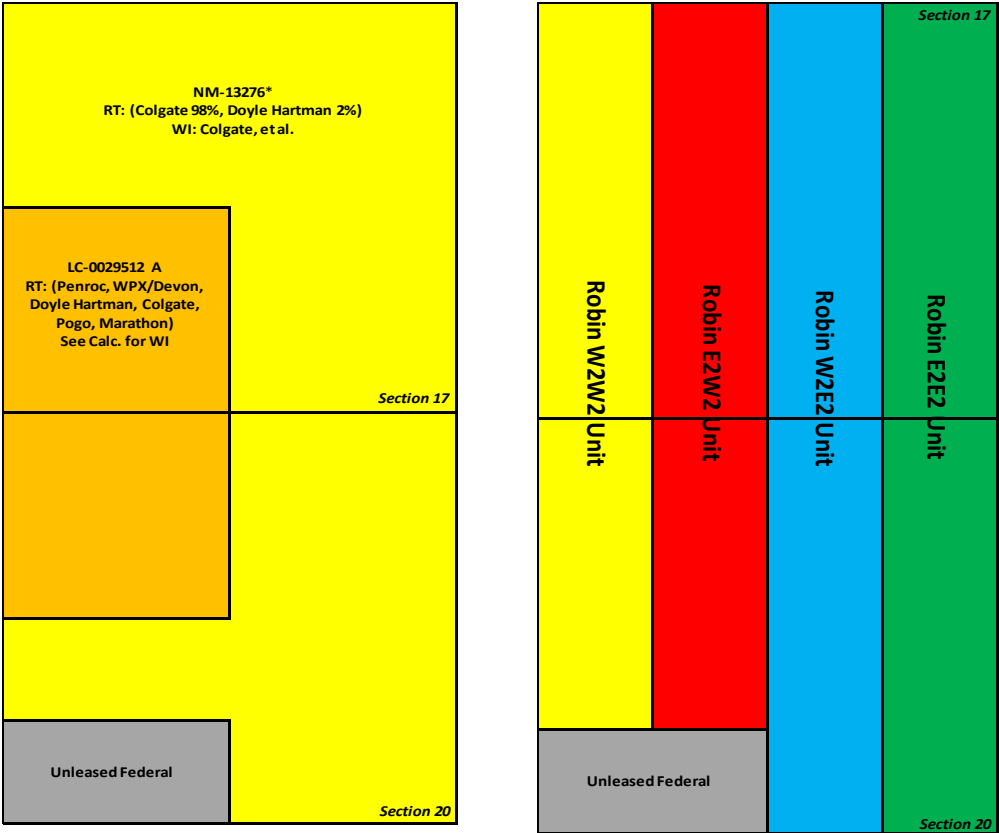 NM-13276*
RT: (Colgate 98%, Doyle Hartman 2%)
WI: Colgate, et al.
LC-0029512 A
RT: (Penroc, WPX/Devon,
Doyle Hartman, Colgate,
Pogo, Marathon)
See Calc. for WI
Section 17
Unleased Federal
Section 20
Section 17
Robin W2W2 Unit
Robin E2W2 Unit
Robin W2E2 Unit
Robin E2E2 Unit
Unleased Federal
Section 20